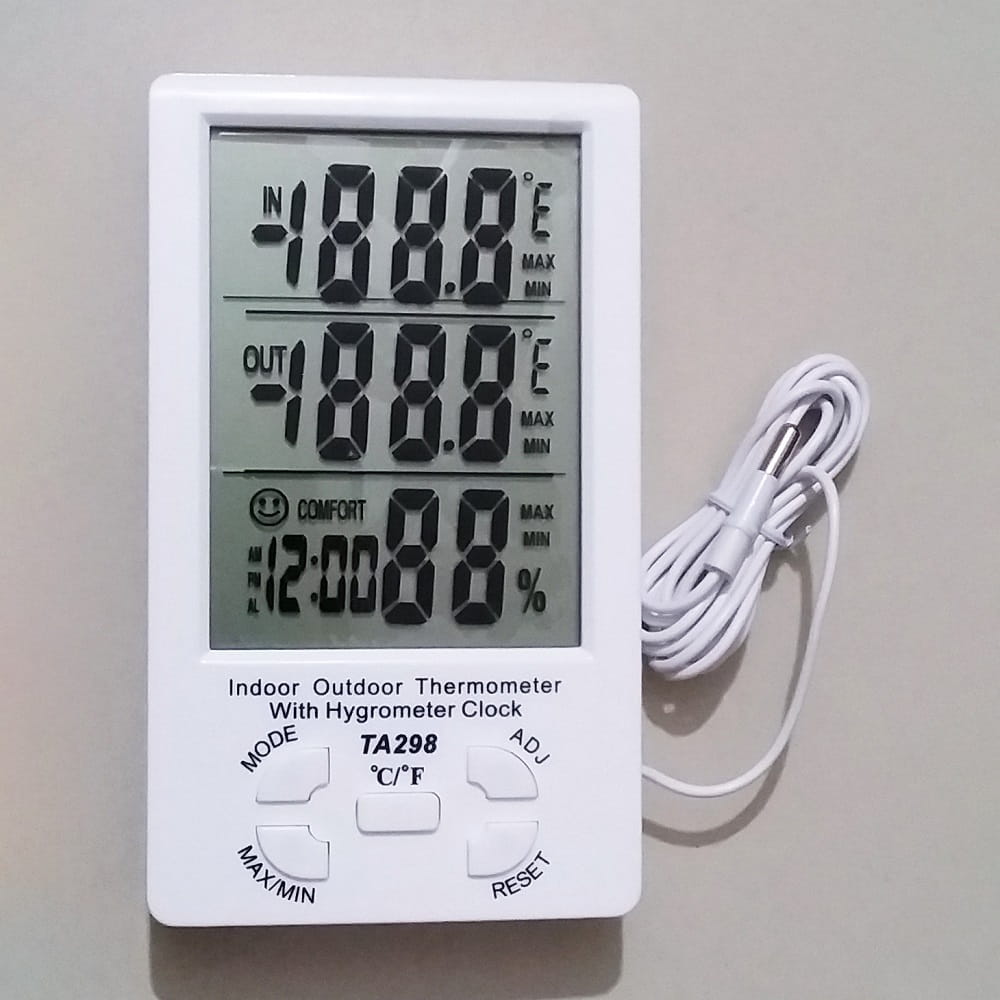 IN
-188.8 °E
MAX
MIN
OUT
-188.8 °E
MAX
MIN
COMFORT
AM
PM
AL
12:00
88 %
MAX
MIN
Indoor Outdoor Thermometer
With Hygrometer Clock
TA298
°C/°F
MODE
ADJ
MAX/MIN
RESET